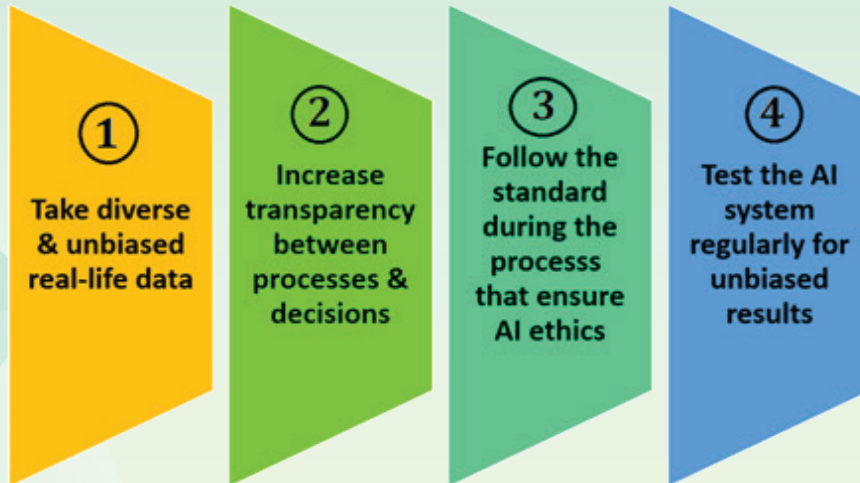 ①
Take diverse
& unbiased
real-life data
②
Increase
transparency
between
processes &
decisions
③
Follow the
standard
during the
processs
that ensure
AI ethics
④
Test the AI
system
regularly for
unbiased
results